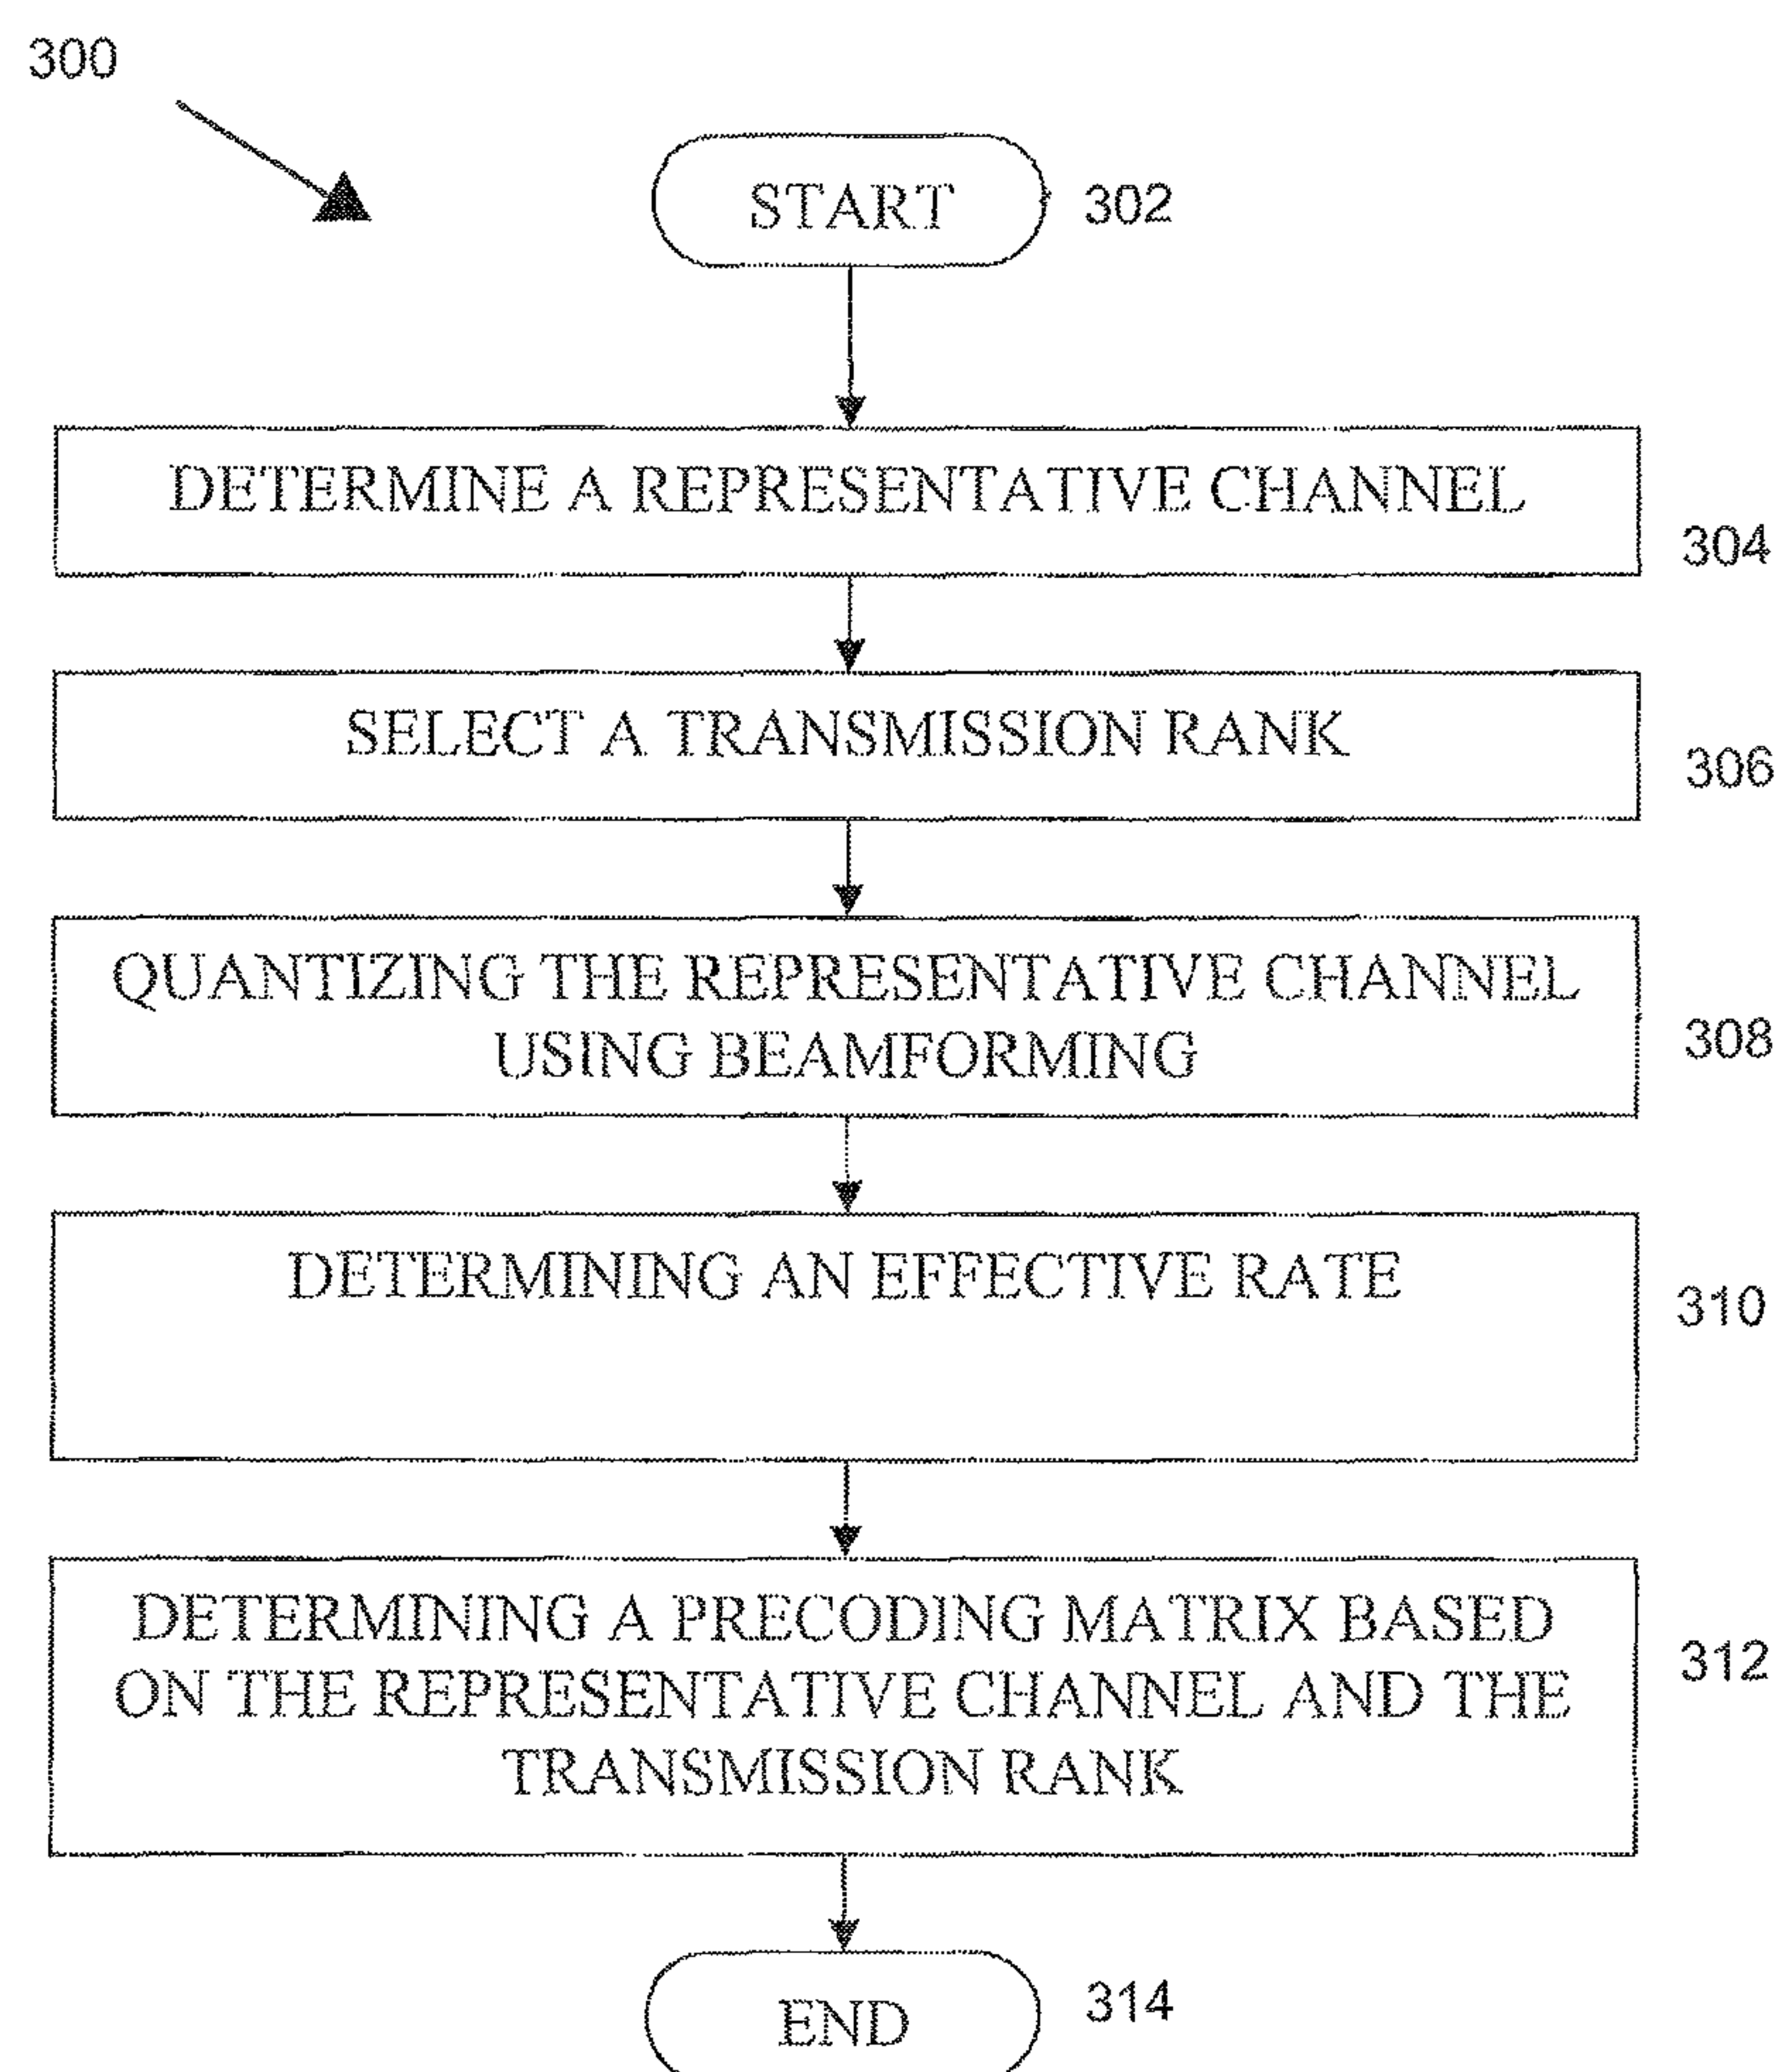 300
START
302
DETERMINE A REPRESENTATIVE CHANNEL
304
SELECT A TRANSMISSION RANK
306
QUANTIZING THE REPRESENTATIVE CHANNEL
USING BEAMFORMING
308
DETERMINING AN EFFECTIVE RATE
310
DETERMINING A PRECODING MATRIX BASED
ON THE REPRESENTATIVE CHANNEL AND THE
TRANSMISSION RANK
312
END
314